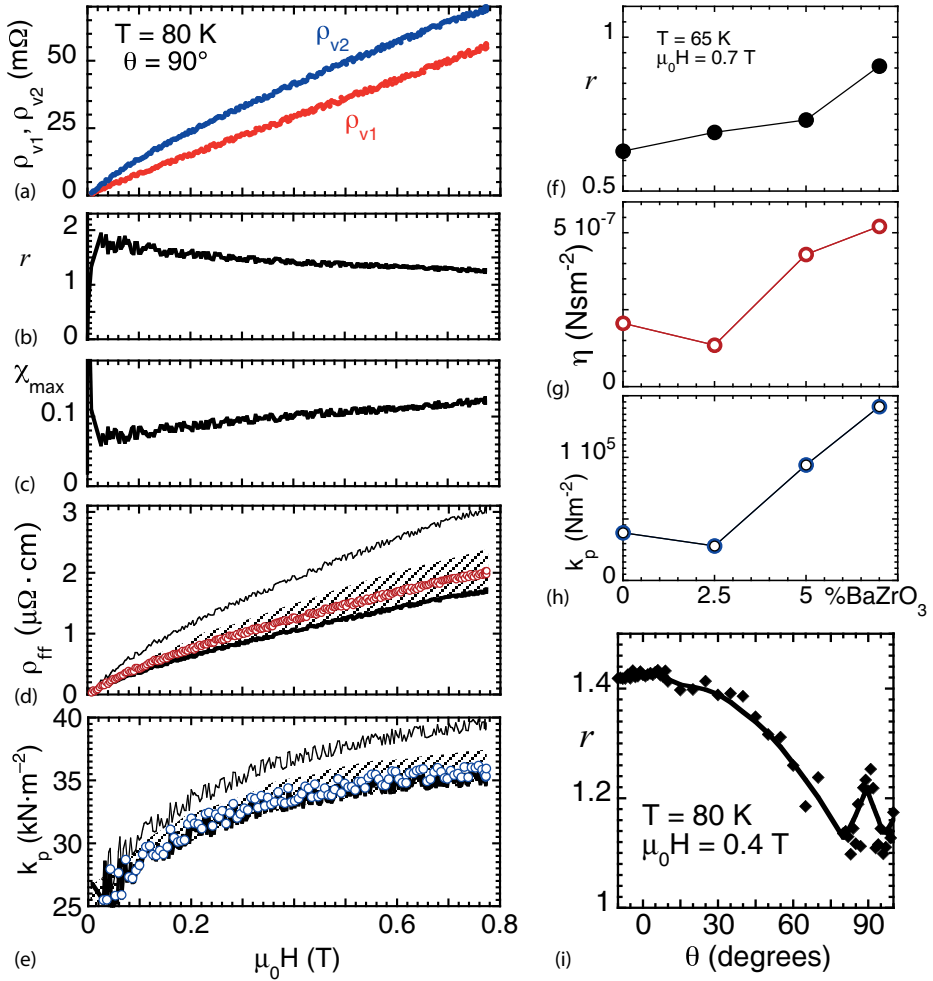 T = 80 K
θ = 90°
ρv2
ρv1
ρv1, ρv2 (mΩ)
50
25
0
(a)
r
2
1
0
(b)
χmax
0.1
0
(c)
ρff (μΩ·cm)
3
2
1
0
(d)
kp (kN·m⁻²)
40
35
30
25
0 0.2 0.4 0.6 0.8
μ0H (T)
(e)
T = 65 K
μ0H = 0.7 T
r
1
0.5
(f)
η (Nsm⁻²)
5 10⁻⁷
0
(g)
kp (Nm⁻²)
1 10⁵
0
0 2.5 5 %BaZrO3
(h)
r
1.4
1.2
1
T = 80 K
μ0H = 0.4 T
0 30 60 90
θ (degrees)
(i)